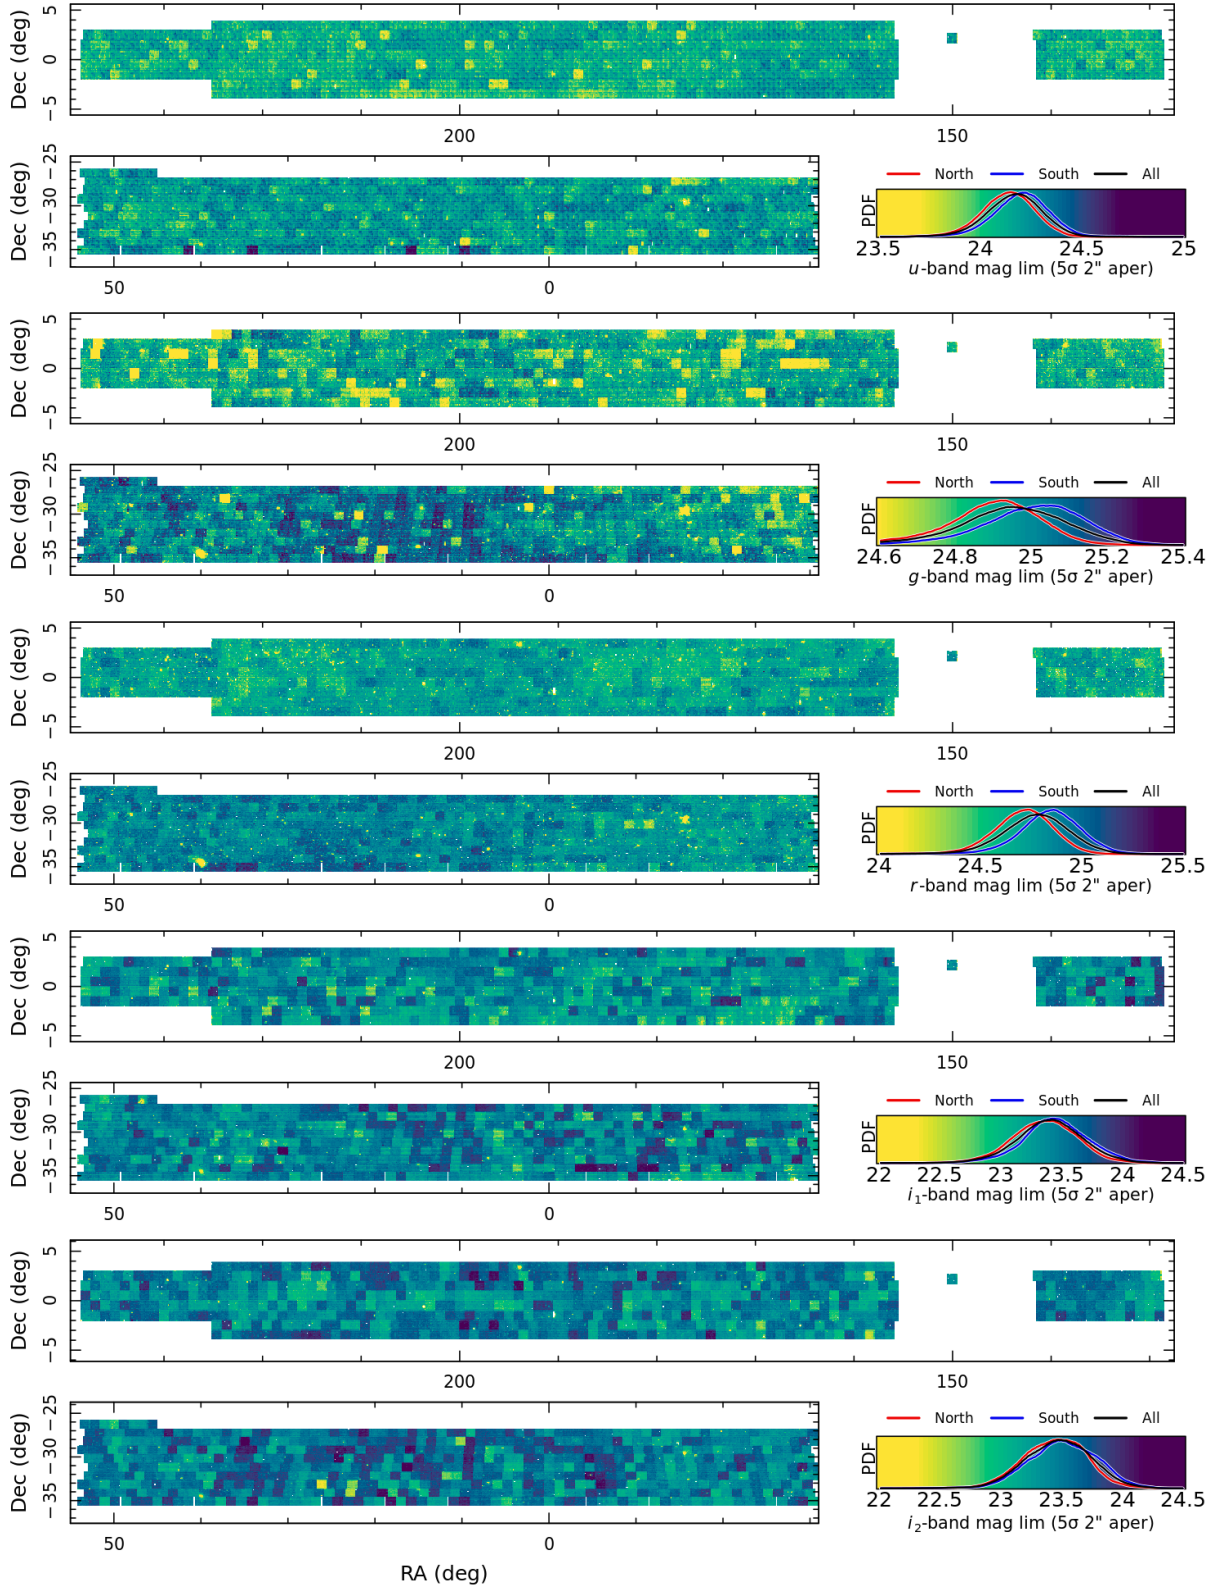 Dec (deg)
5
0
−5
200
150
Dec (deg)
−25
−30
−35
50
0
North South All
PDF
23.5 24 24.5 25
u-band mag lim (5σ 2" aper)
Dec (deg)
5
0
−5
200
150
Dec (deg)
−25
−30
−35
50
0
North South All
PDF
24.6 24.8 25 25.2 25.4
g-band mag lim (5σ 2" aper)
Dec (deg)
5
0
−5
200
150
Dec (deg)
−25
−30
−35
50
0
North South All
PDF
24 24.5 25 25.5
r-band mag lim (5σ 2" aper)
Dec (deg)
5
0
−5
200
150
Dec (deg)
−25
−30
−35
50
0
North South All
PDF
22 22.5 23 23.5 24 24.5
i₁-band mag lim (5σ 2" aper)
Dec (deg)
5
0
−5
200
150
Dec (deg)
−25
−30
−35
50
0
North South All
PDF
22 22.5 23 23.5 24 24.5
i₂-band mag lim (5σ 2" aper)
RA (deg)